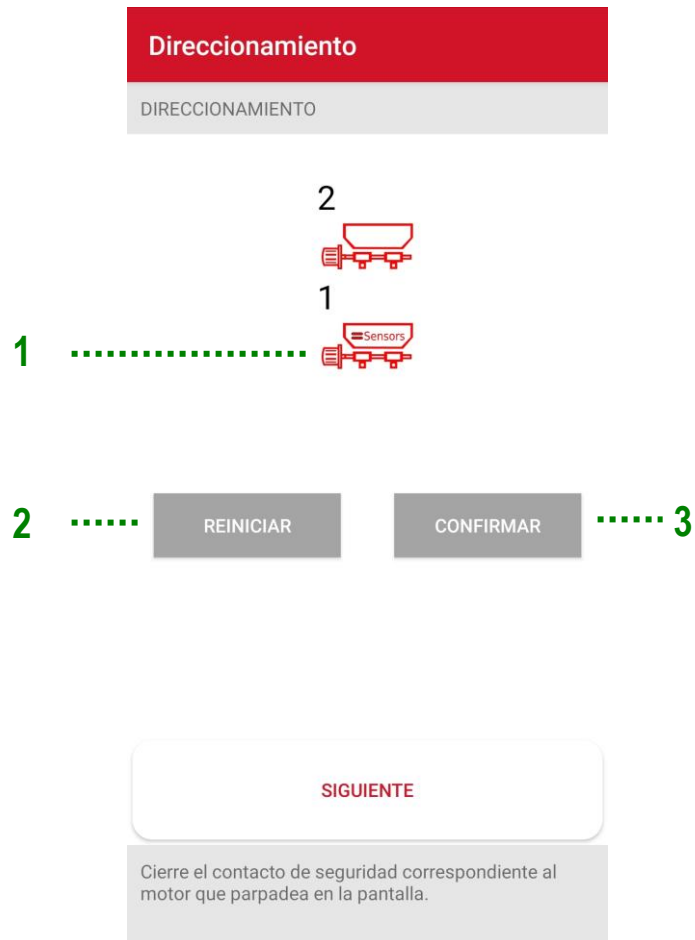 Direccionamiento
DIRECCIONAMIENTO
2
1
Sensors
1
2
REINICIAR
CONFIRMAR
3
SIGUIENTE
Cierre el contacto de seguridad correspondiente al
motor que parpadea en la pantalla.